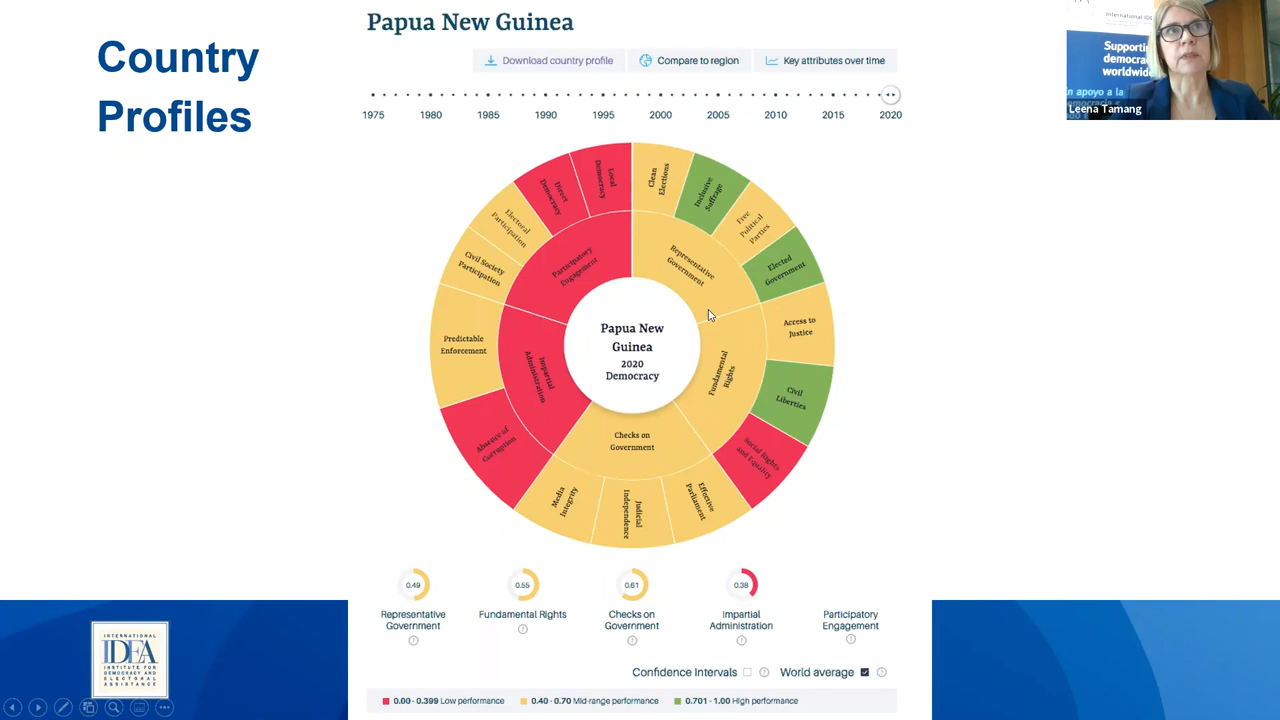 Country
Profiles
Papua New Guinea
Download country profile
Compare to region
Key attributes over time
1975 1980 1985 1990 1995 2000 2005 2010 2015 2020
Local
Democracy
Clean
Elections
Inclusive
Suffrage
Free
Political
Parties
Elected
Government
Access to
Justice
Civil
Liberties
Social Rights
and Equality
Effective
Parliament
Judicial
Independence
Media
Integrity
Absence of
Corruption
Predictable
Enforcement
Civil Society
Participation
Electoral
Participation
Direct
Democracy
Participatory
Engagement
Representative
Government
Fundamental
Rights
Checks on
Government
Impartial
Administration
Papua New
Guinea
2020
Democracy
0.49
Representative
Government
0.55
Fundamental Rights
0.61
Checks on
Government
0.38
Impartial
Administration
Participatory
Engagement
Confidence Intervals
World average
0.00 - 0.399 Low performance
0.40 - 0.70 Mid-range performance
0.701 - 1.00 High performance
INTERNATIONAL
IDEA
INSTITUTE FOR
DEMOCRACY AND
ELECTORAL
ASSISTANCE
International IDE
Supportin
democra
worldwide
n apoyo a la
Leena Tamang